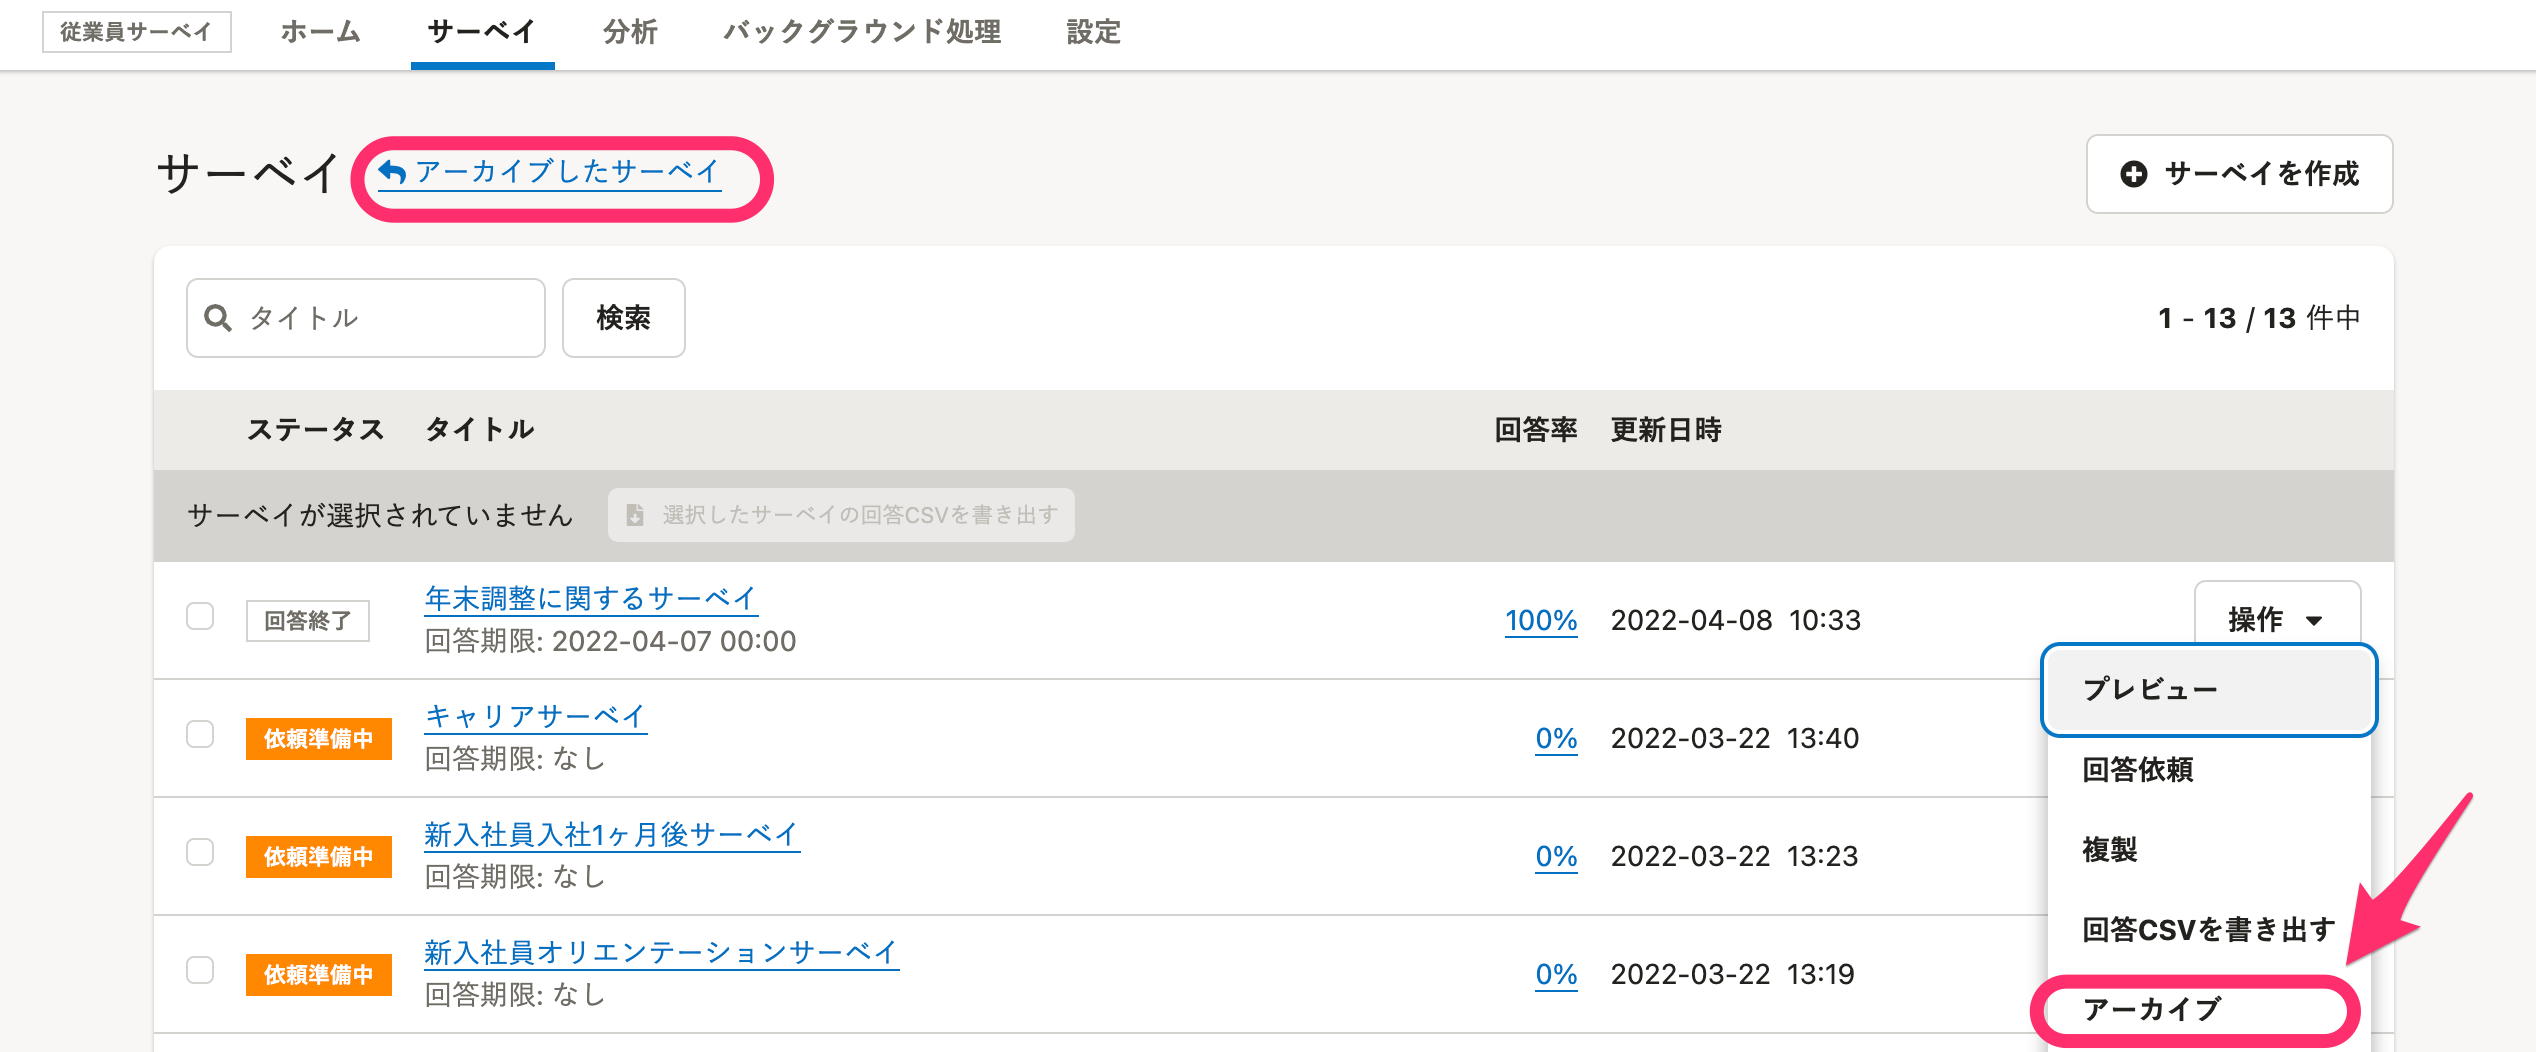 従業員サーベイ ホーム サーベイ 分析 バックグラウンド処理 設定
サーベイ アーカイブしたサーベイ サーベイを作成
タイトル 検索 1 - 13 / 13 件中
ステータス タイトル 回答率 更新日時
サーベイが選択されていません 選択したサーベイの回答CSVを書き出す
回答終了 年末調整に関するサーベイ 100% 2022-04-08 10:33 操作
回答期限: 2022-04-07 00:00
プレビュー
依頼準備中 キャリアサーベイ 0% 2022-03-22 13:40
回答期限: なし
回答依頼
依頼準備中 新入社員入社1ヶ月後サーベイ 0% 2022-03-22 13:23
複製
回答期限: なし
回答CSVを書き出す
依頼準備中 新入社員オリエンテーションサーベイ 0% 2022-03-22 13:19
回答期限: なし
アーカイブ